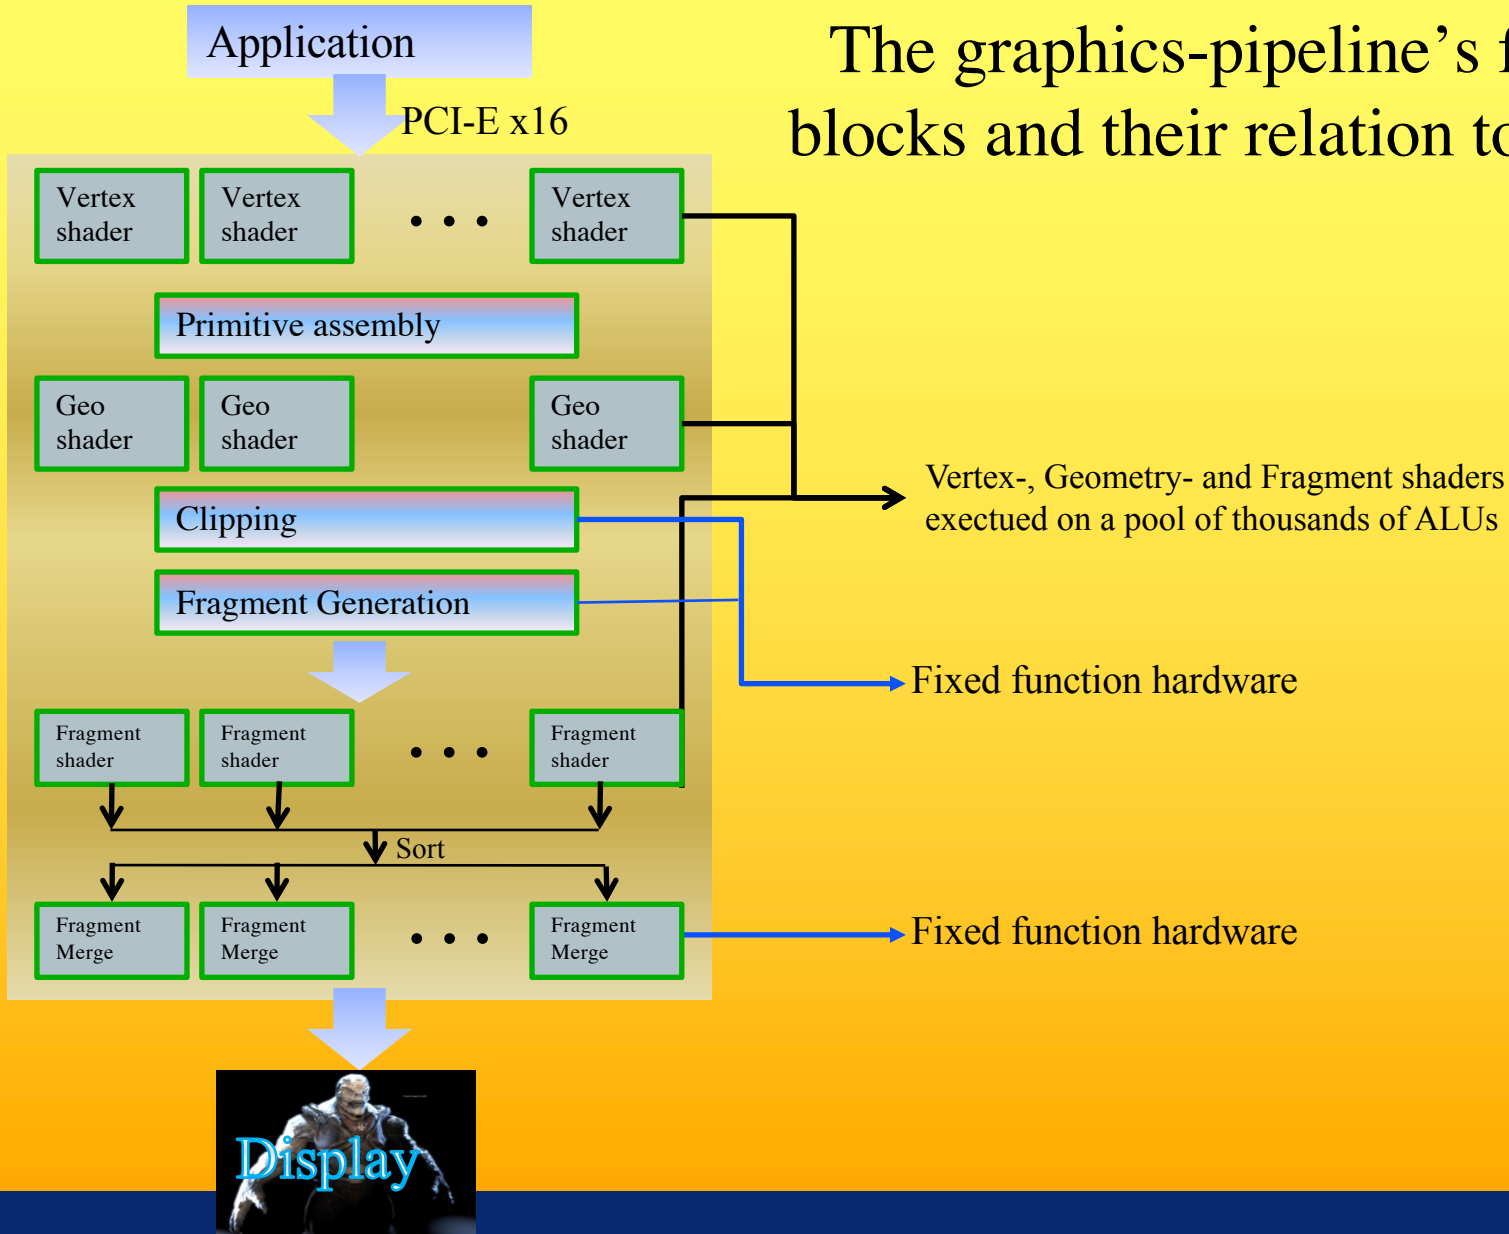 The graphics-pipeline’s f
blocks and their relation to
Application
PCI-E x16
Vertex shader
Vertex shader
Vertex shader
Primitive assembly
Geo shader
Geo shader
Geo shader
Clipping
Fragment Generation
Vertex-, Geometry- and Fragment shaders
exectued on a pool of thousands of ALUs
Fixed function hardware
Fragment shader
Fragment shader
Fragment shader
Sort
Fragment Merge
Fragment Merge
Fragment Merge
Fixed function hardware
Display